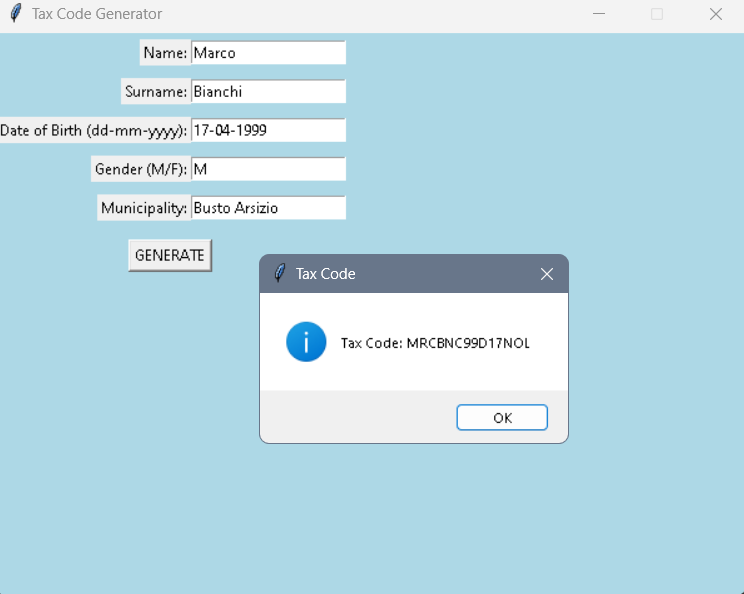 Tax Code Generator
Name: Marco
Surname: Bianchi
Date of Birth (dd-mm-yyyy): 17-04-1999
Gender (M/F): M
Municipality: Busto Arsizio
GENERATE
Tax Code
Tax Code: MRCBNC99D17NOL
OK